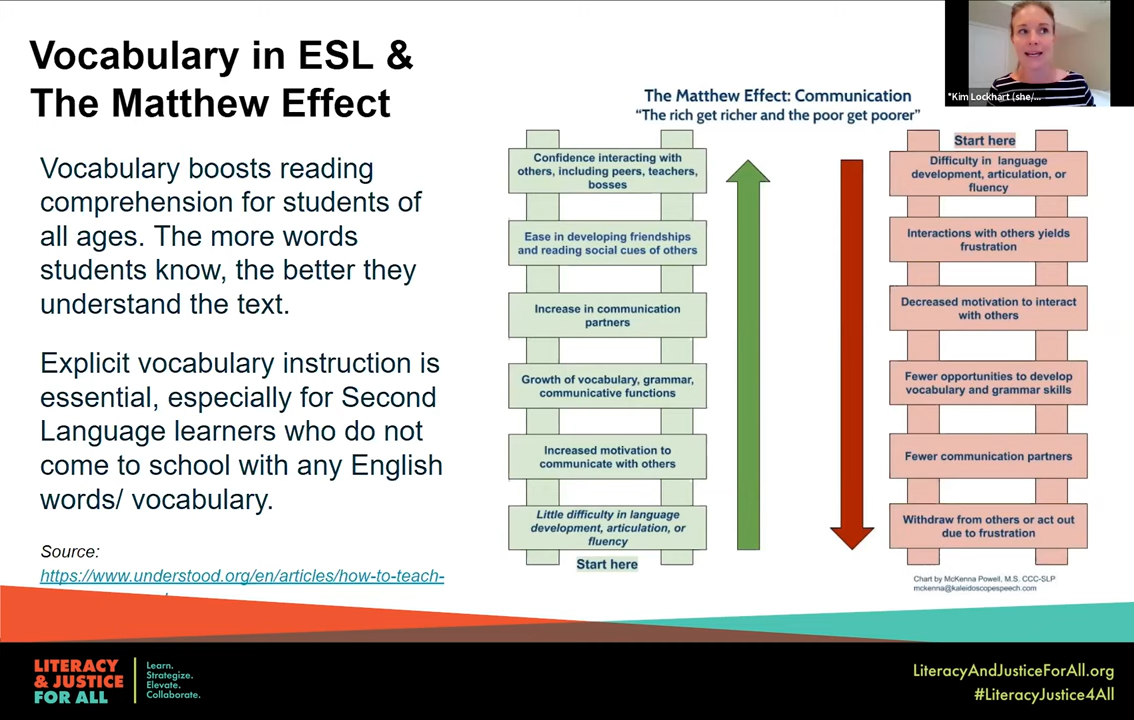 Vocabulary in ESL &
The Matthew Effect
Vocabulary boosts reading
comprehension for students of
all ages. The more words
students know, the better they
understand the text.
Explicit vocabulary instruction is
essential, especially for Second
Language learners who do not
come to school with any English
words/ vocabulary.
Source:
https://www.understood.org/en/articles/how-to-teach-
The Matthew Effect: Communication
“The rich get richer and the poor get poorer”
Confidence interacting with
others, including peers, teachers,
bosses
Ease in developing friendships
and reading social cues of others
Increase in communication
partners
Growth of vocabulary, grammar,
communicative functions
Increased motivation to
communicate with others
Little difficulty in language
development, articulation, or
fluency
Start here
Start here
Difficulty in language
development, articulation, or
fluency
Interactions with others yields
frustration
Decreased motivation to interact
with others
Fewer opportunities to develop
vocabulary and grammar skills
Fewer communication partners
Withdraw from others or act out
due to frustration
Chart by McKenna Powell, M.S. CCC-SLP
mckenna@kaleidoscopespeech.com
*Kim Lockhart (she/...
LITERACY
& JUSTICE
FOR ALL
Learn.
Strategize.
Elevate.
Collaborate.
LiteracyAndJusticeForAll.org
#LiteracyJustice4All